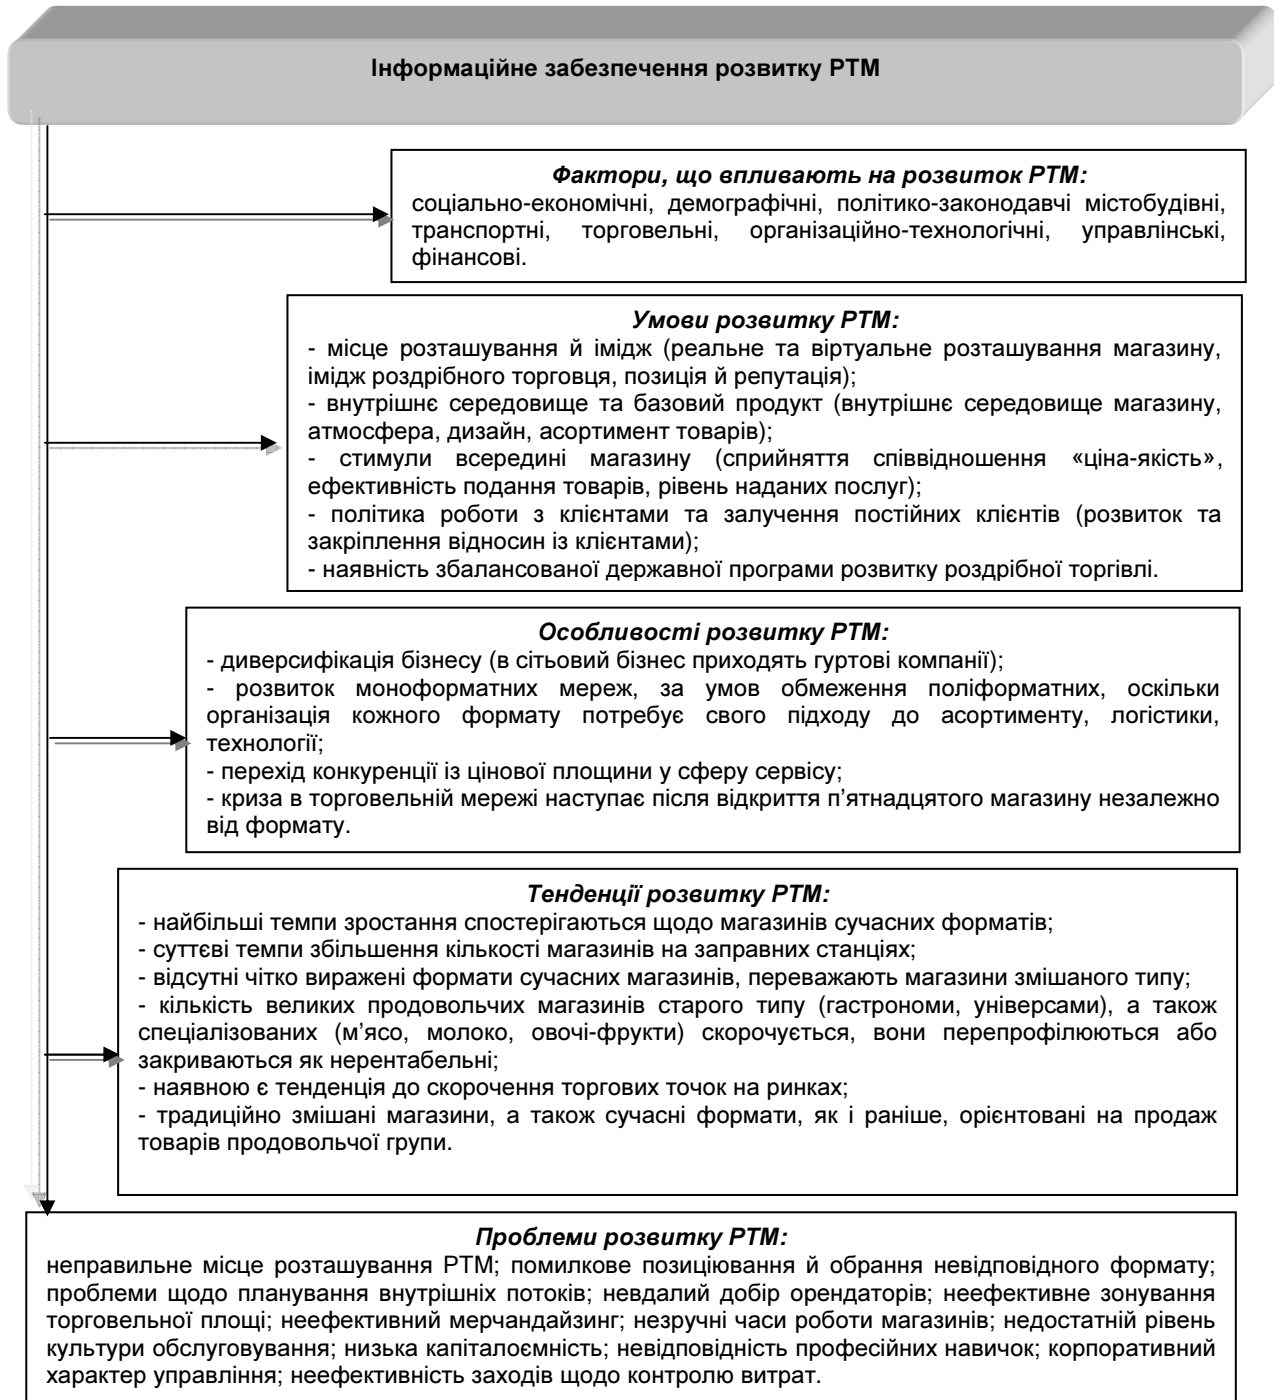 Інформаційне забезпечення розвитку РТМ
Фактори, що впливають на розвиток РТМ:
соціально-економічні, демографічні, політико-законодавчі містобудівні,
транспортні, торговельні, організаційно-технологічні, управлінські,
фінансові.
Умови розвитку РТМ:
- місце розташування й імідж (реальне та віртуальне розташування магазину,
імідж роздрібного торговця, позиція й репутація);
- внутрішнє середовище та базовий продукт (внутрішнє середовище магазину,
атмосфера, дизайн, асортимент товарів);
- стимули всередині магазину (сприйняття співвідношення «ціна-якість»,
ефективність подання товарів, рівень наданих послуг);
- політика роботи з клієнтами та залучення постійних клієнтів (розвиток та
закріплення відносин із клієнтами);
- наявність збалансованої державної програми розвитку роздрібної торгівлі.
Особливості розвитку РТМ:
- диверсифікація бізнесу (в сітьовий бізнес приходять гуртові компанії);
- розвиток моноформатних мереж, за умов обмеження поліформатних, оскільки
організація кожного формату потребує свого підходу до асортименту, логістики,
технології;
- перехід конкуренції із цінової площини у сферу сервісу;
- криза в торговельній мережі наступає після відкриття п’ятнадцятого магазину незалежно
від формату.
Тенденції розвитку РТМ:
- найбільші темпи зростання спостерігаються щодо магазинів сучасних форматів;
- суттєві темпи збільшення кількості магазинів на заправних станціях;
- відсутні чітко виражені формати сучасних магазинів, переважають магазини змішаного типу;
- кількість великих продовольчих магазинів старого типу (гастрономи, універсами), а також
спеціалізованих (м’ясо, молоко, овочі-фрукти) скорочується, вони перепрофілюються або
закриваються як нерентабельні;
- наявною є тенденція до скорочення торгових точок на ринках;
- традиційно змішані магазини, а також сучасні формати, як і раніше, орієнтовані на продаж
товарів продовольчої групи.
Проблеми розвитку РТМ:
неправильне місце розташування РТМ; помилкове позиціювання й обрання невідповідного формату;
проблеми щодо планування внутрішніх потоків; невдалий добір орендаторів; неефективне зонування
торговельної площі; неефективний мерчандайзинг; незручні часи роботи магазинів; недостатній рівень
культури обслуговування; низька капіталоємність; невідповідність професійних навичок; корпоративний
характер управління; неефективність заходів щодо контролю витрат.